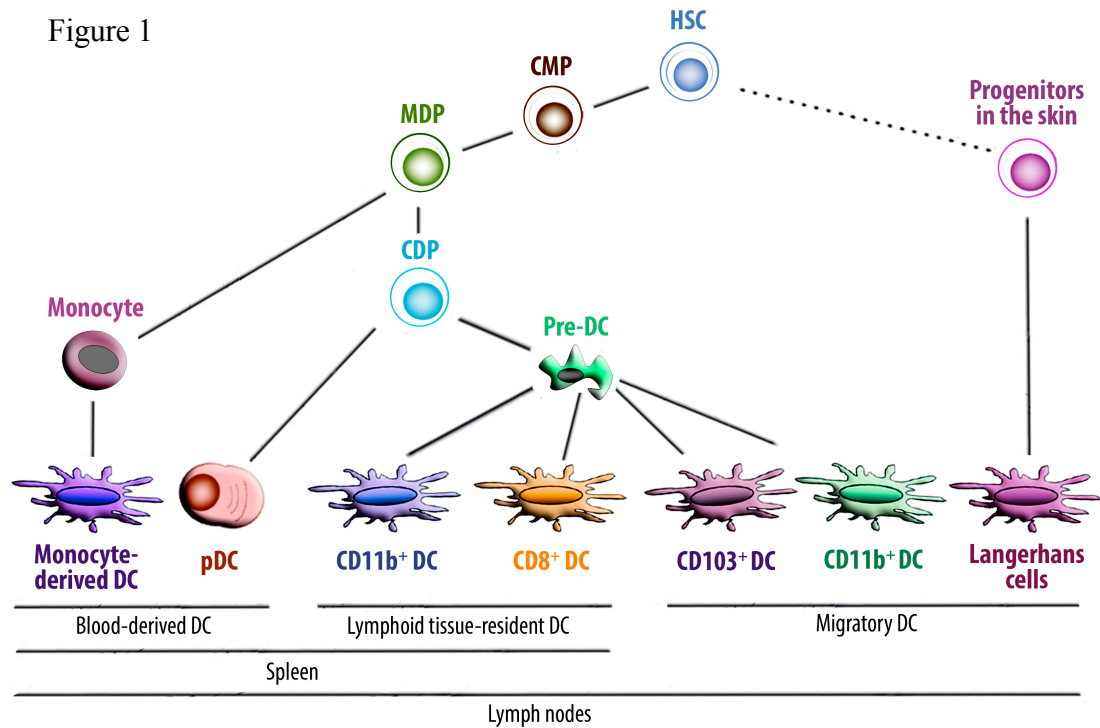 Figure 1
HSC
CMP
Progenitors
in the skin
MDP
CDP
Monocyte
Pre-DC
Monocyte-
derived DC
pDC
CD11b⁺ DC
CD8⁺ DC
CD103⁺ DC
CD11b⁺ DC
Langerhans
cells
Blood-derived DC
Lymphoid tissue-resident DC
Migratory DC
Spleen
Lymph nodes